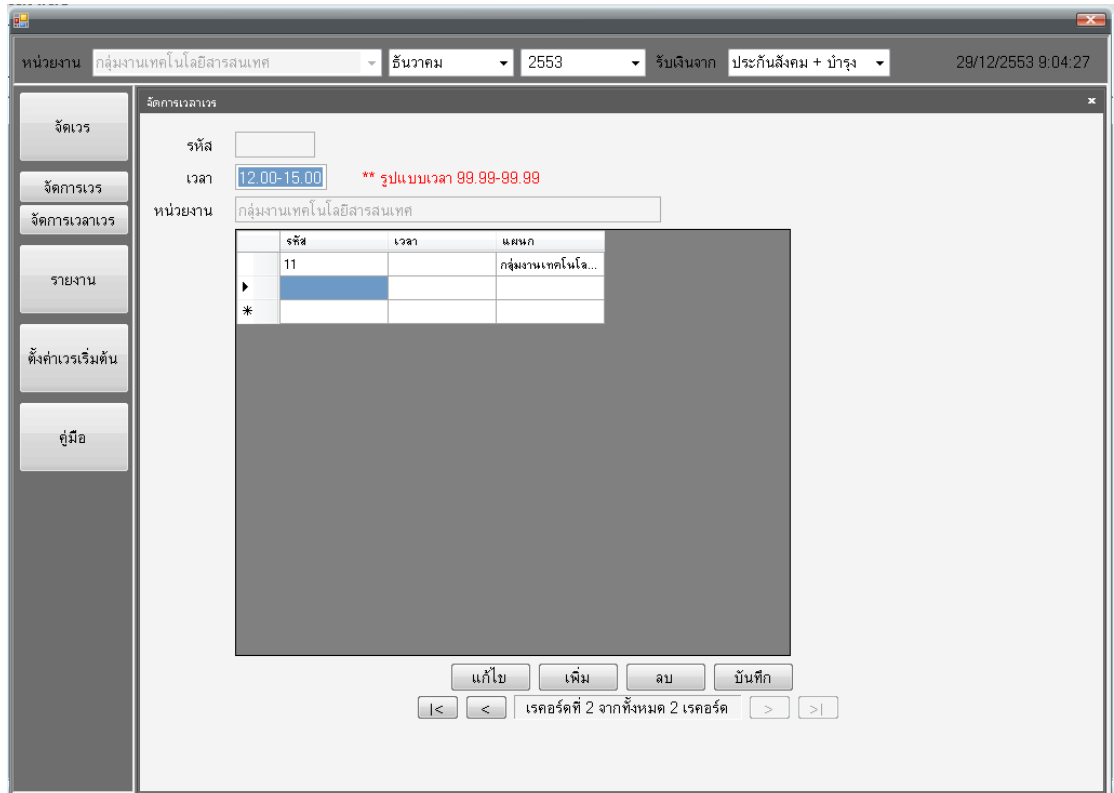 หน่วยงาน กลุ่มงานเทคโนโลยีสารสนเทศ ธันวาคม 2553 รับเงินจาก ประกันสังคม + บำรุง 29/12/2553 9:04:27
จัดการเวลาเวร
จัดเวร
จัดการเวร
จัดการเวลาเวร
รายงาน
ตั้งค่าเวรเริ่มต้น
คู่มือ
รหัส
เวลา 12.00-15.00 ** รูปแบบเวลา 99.99-99.99
หน่วยงาน กลุ่มงานเทคโนโลยีสารสนเทศ
รหัส เวลา แผนก
11 กลุ่มงานเทคโนโล...
แก้ไข เพิ่ม ลบ บันทึก
|< < เรคอร์ดที่ 2 จากทั้งหมด 2 เรคอร์ด > >|